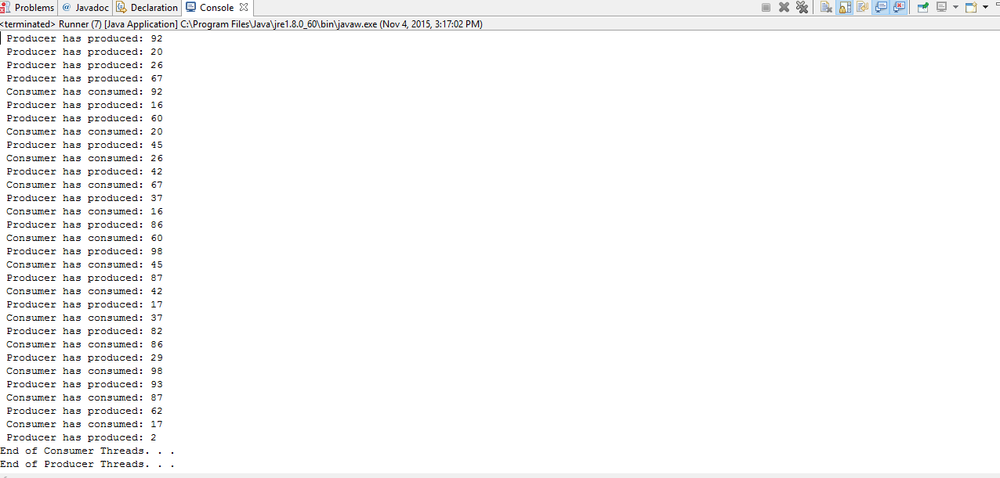 Problems @ Javadoc Declaration Console
<terminated> Runner (7) [Java Application] C:\Program Files\Java\jre1.8.0_60\bin\javaw.exe (Nov 4, 2015, 3:17:02 PM)
Producer has produced: 92
Producer has produced: 20
Producer has produced: 26
Producer has produced: 67
Consumer has consumed: 92
Producer has produced: 16
Producer has produced: 60
Consumer has consumed: 20
Producer has produced: 45
Consumer has consumed: 26
Producer has produced: 42
Consumer has consumed: 67
Producer has produced: 37
Consumer has consumed: 16
Producer has produced: 86
Consumer has consumed: 60
Producer has produced: 98
Consumer has consumed: 45
Producer has produced: 87
Consumer has consumed: 42
Producer has produced: 17
Consumer has consumed: 37
Producer has produced: 82
Consumer has consumed: 86
Producer has produced: 29
Consumer has consumed: 98
Producer has produced: 93
Consumer has consumed: 87
Producer has produced: 62
Consumer has consumed: 17
Producer has produced: 2
End of Consumer Threads. . .
End of Producer Threads. . .